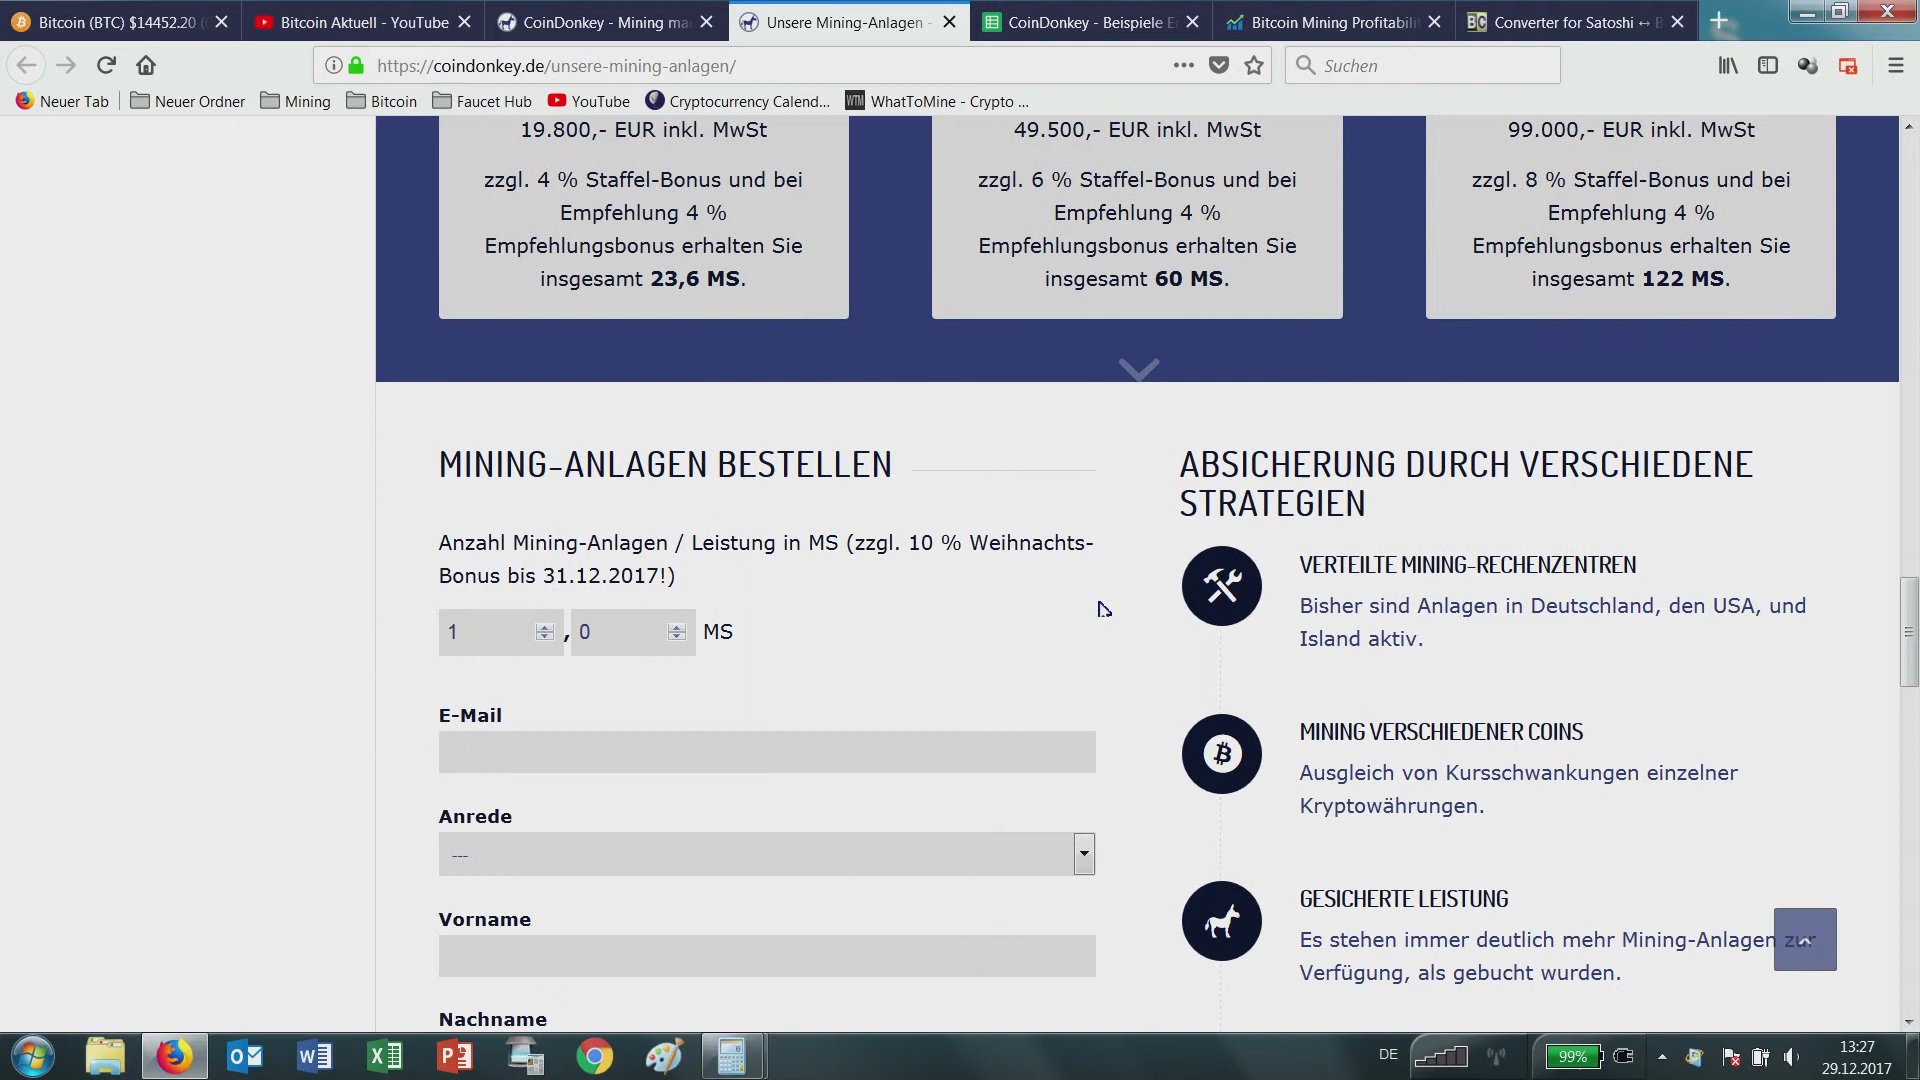 Bitcoin (BTC) $14452.20 (
Bitcoin Aktuell - YouTube
CoinDonkey - Mining ma
Unsere Mining-Anlagen -
CoinDonkey - Beispiele E
Bitcoin Mining Profitabili
BC Converter for Satoshi ↔ B
https://coindonkey.de/unsere-mining-anlagen/
Suchen
Neuer Tab
Neuer Ordner
Mining
Bitcoin
Faucet Hub
YouTube
Cryptocurrency Calend...
WTM WhatToMine - Crypto ...
19.800,- EUR inkl. MwSt
zzgl. 4 % Staffel-Bonus und bei
Empfehlung 4 %
Empfehlungsbonus erhalten Sie
insgesamt 23,6 MS.
49.500,- EUR inkl. MwSt
zzgl. 6 % Staffel-Bonus und bei
Empfehlung 4 %
Empfehlungsbonus erhalten Sie
insgesamt 60 MS.
99.000,- EUR inkl. MwSt
zzgl. 8 % Staffel-Bonus und bei
Empfehlung 4 %
Empfehlungsbonus erhalten Sie
insgesamt 122 MS.
MINING-ANLAGEN BESTELLEN
Anzahl Mining-Anlagen / Leistung in MS (zzgl. 10 % Weihnachts-
Bonus bis 31.12.2017!)
1 , 0 MS
E-Mail
Anrede
---
Vorname
Nachname
ABSICHERUNG DURCH VERSCHIEDENE
STRATEGIEN
VERTEILTE MINING-RECHENZENTREN
Bisher sind Anlagen in Deutschland, den USA, und
Island aktiv.
MINING VERSCHIEDENER COINS
Ausgleich von Kursschwankungen einzelner
Kryptowährungen.
GESICHERTE LEISTUNG
Es stehen immer deutlich mehr Mining-Anlagen zur
Verfügung, als gebucht wurden.
DE
99%
13:27
29.12.2017